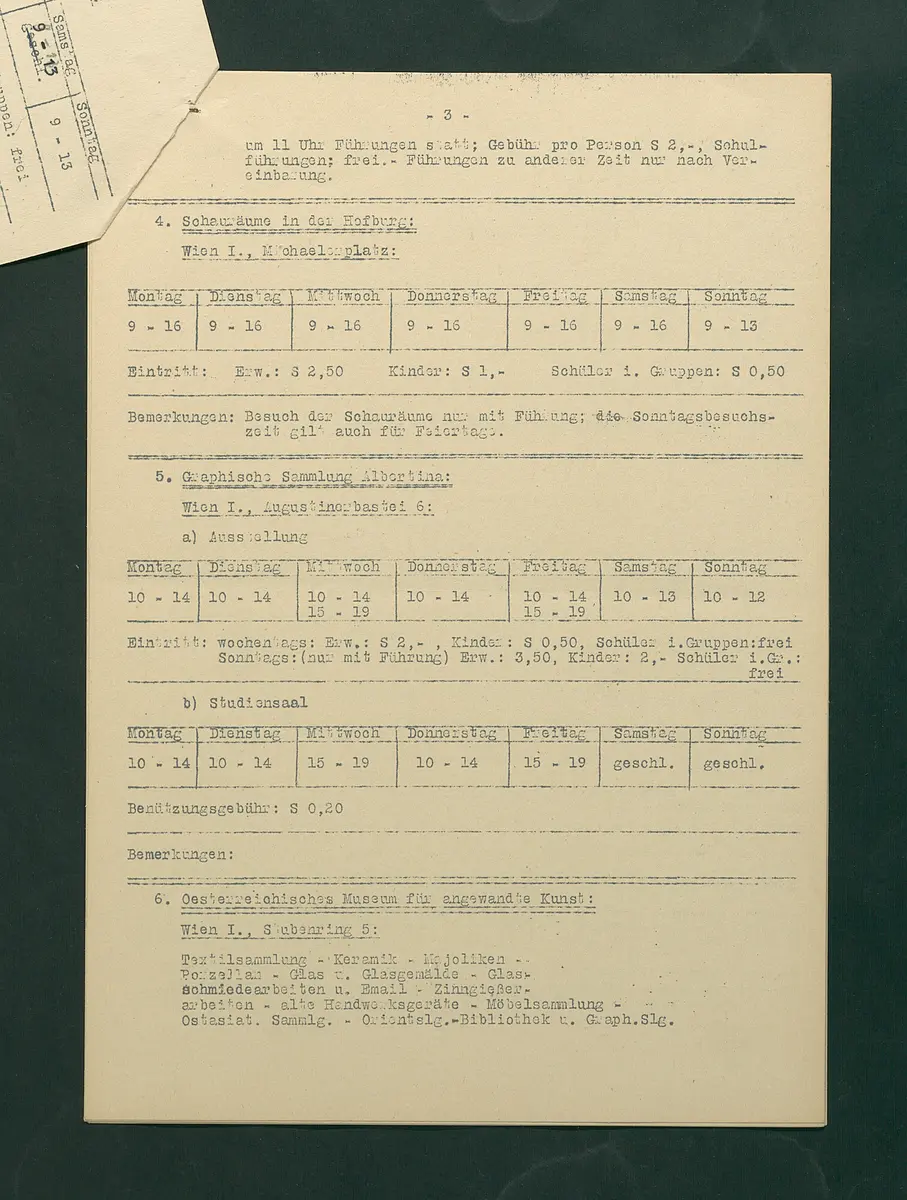 Samstag
Sonntag
9 - 13
9 - 13
frei
- 3 -
um 11 Uhr Führungen statt; Gebühr pro Person S 2,-, Schul-
führungen: frei.- Führungen zu anderer Zeit nur nach Ver-
einbarung.
4. Schauräume in der Hofburg:
Wien I., Michaelerplatz:
Montag Dienstag Mittwoch Donnerstag Freitag Samstag Sonntag
9 - 16 9 - 16 9 - 16 9 - 16 9 - 16 9 - 16 9 - 13
Eintritt: Erw.: S 2,50 Kinder: S 1,- Schüler i. Gruppen: S 0,50
Bemerkungen: Besuch der Schauräume nur mit Führung; die Sonntagsbesuchs-
zeit gilt auch für Feiertage.
5. Graphische Sammlung Albertina:
Wien I., Augustinerbastei 6:
a) Ausstellung
Montag Dienstag Mittwoch Donnerstag Freitag Samstag Sonntag
10 - 14 10 - 14 10 - 14 10 - 14 10 - 14 10 - 13 10 - 12
15 - 19 15 - 19
Eintritt: wochentags: Erw.: S 2,- , Kinder: S 0,50, Schüler i.Gruppen:frei
Sonntags:(nur mit Führung) Erw.: 3,50, Kinder: 2,- Schüler i.Gr.:
frei
b) Studiensaal
Montag Dienstag Mittwoch Donnerstag Freitag Samstag Sonntag
10 - 14 10 - 14 15 - 19 10 - 14 15 - 19 geschl. geschl.
Benützungsgebühr: S 0,20
Bemerkungen:
6. Oesterreichisches Museum für angewandte Kunst:
Wien I., Stubenring 5:
Textilsammlung - Keramik - Majoliken -
Porzellan - Glas u. Glasgemälde - Glas-
schmiedearbeiten u. Email - Zinngießer-
arbeiten - alte Handwerksgeräte - Möbelsammlung -
Ostasiat. Sammlg. - Orientslg.-Bibliothek u. Graph.Slg.